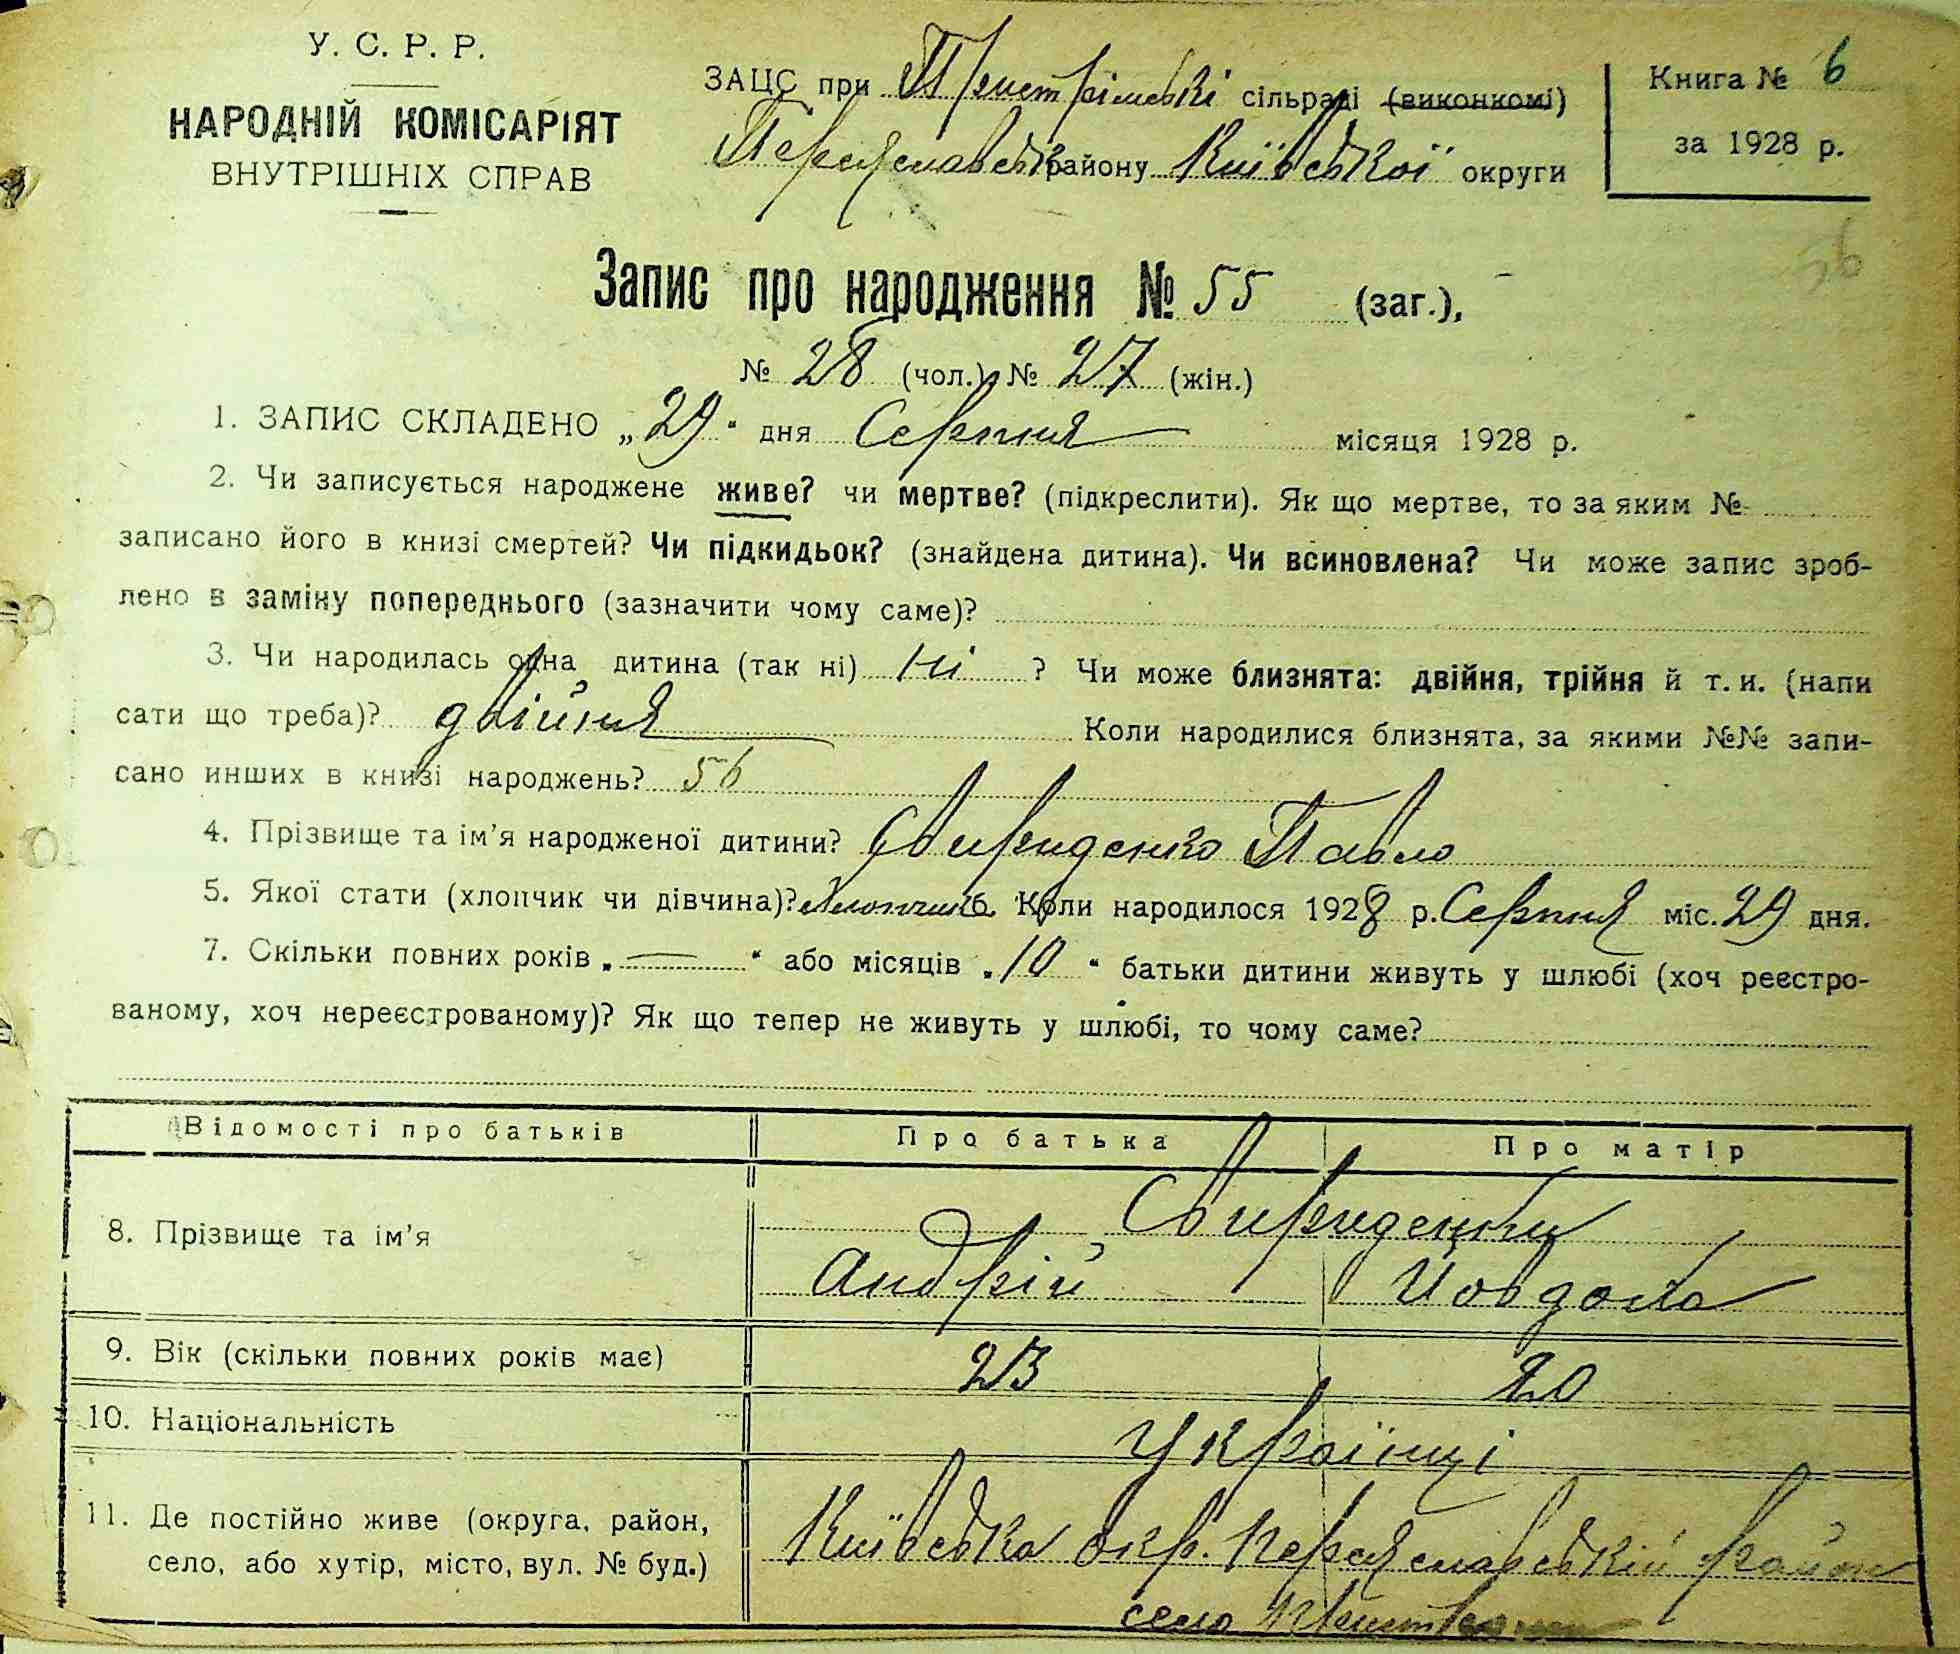 У. С. Р. Р.
НАРОДНІЙ КОМІСАРІЯТ
ВНУТРІШНІХ СПРАВ
ЗАЦС при Пристрімській сільраді (виконкомі)
Переяславськ району Київської округи
Книга № 6
за 1928 р.
56
Запис про народження № 55 (заг.),
№ 28 (чол.) № 27 (жін.)
1. ЗАПИС СКЛАДЕНО „29" дня Серпня місяця 1928 р.
2. Чи записується народжене живе? чи мертве? (підкреслити). Як що мертве, то за яким №
записано його в книзі смертей? Чи підкидьок? (знайдена дитина). Чи всиновлена? Чи може запис зроб-
лено в заміну попереднього (зазначити чому саме)?
3. Чи народилась одна дитина (так ні) Ні ? Чи може близнята: двійня, трійня й т. и. (напи
сати що треба)? двійня Коли народилися близнята, за якими №№ запи-
сано инших в книзі народжень? 56
4. Прізвище та ім'я народженої дитини? Свириденко Павло
5. Якої стати (хлопчик чи дівчина)? Хлопчик Коли народилося 1928 р. Серпня міс. 29 дня.
7. Скільки повних років „—" або місяців „10" батьки дитини живуть у шлюбі (хоч реєстро-
ваному, хоч нереєстрованому)? Як що тепер не живуть у шлюбі, то чому саме?
Відомості про батьків Про батька Про матір
8. Прізвище та ім'я Свириденки
Андрій Йовдоха
9. Вік (скільки повних років має) 23 20
10. Національність Українці
11. Де постійно живе (округа, район, Київська окр. Переяславський район
село, або хутір, місто, вул. № буд.)
село